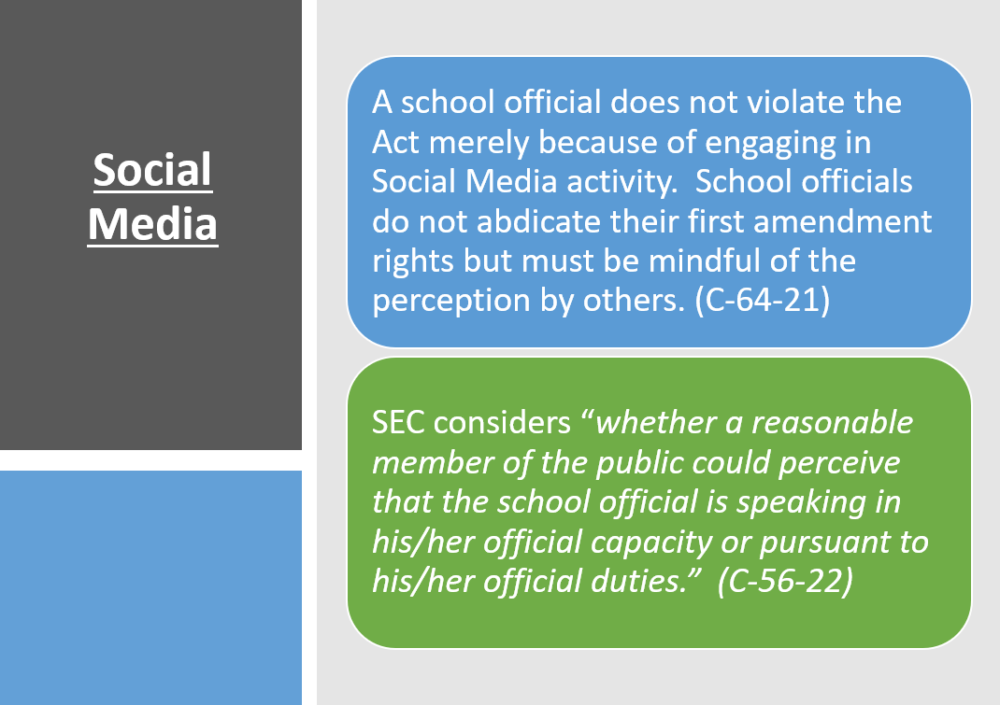 Social
Media
A school official does not violate the
Act merely because of engaging in
Social Media activity.  School officials
do not abdicate their first amendment
rights but must be mindful of the
perception by others. (C-64-21)
SEC considers “whether a reasonable
member of the public could perceive
that the school official is speaking in
his/her official capacity or pursuant to
his/her official duties.”  (C-56-22)